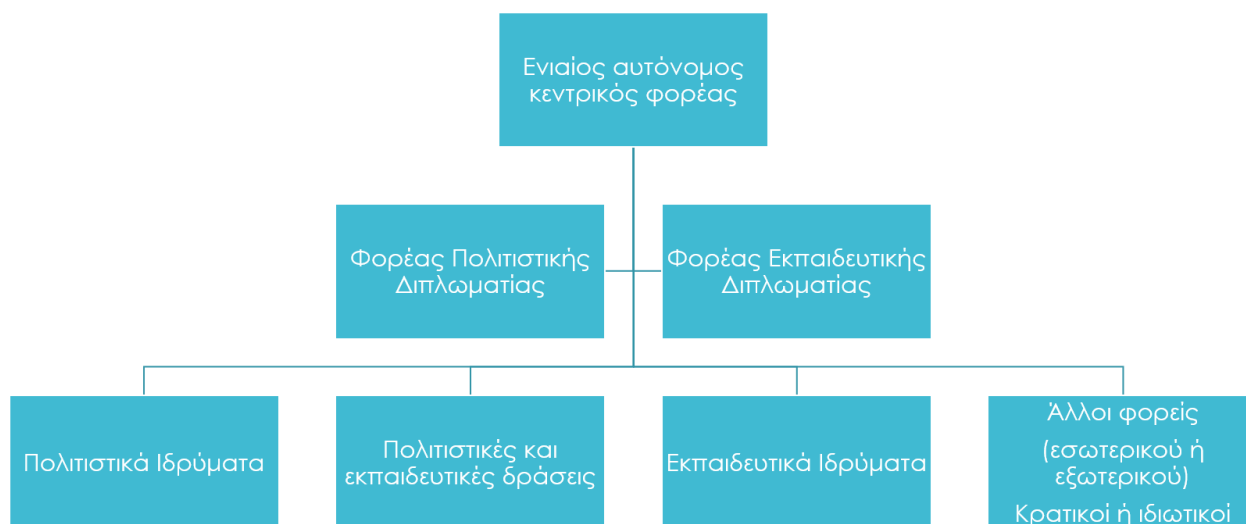 Ενιαίος αυτόνομος
κεντρικός φορέας
Φορέας Πολιτιστικής
Διπλωματίας
Φορέας Εκπαιδευτικής
Διπλωματίας
Πολιτιστικά Ιδρύματα
Πολιτιστικές και
εκπαιδευτικές δράσεις
Εκπαιδευτικά Ιδρύματα
Άλλοι φορείς
(εσωτερικού ή
εξωτερικού)
Κρατικοί ή ιδιωτικοί